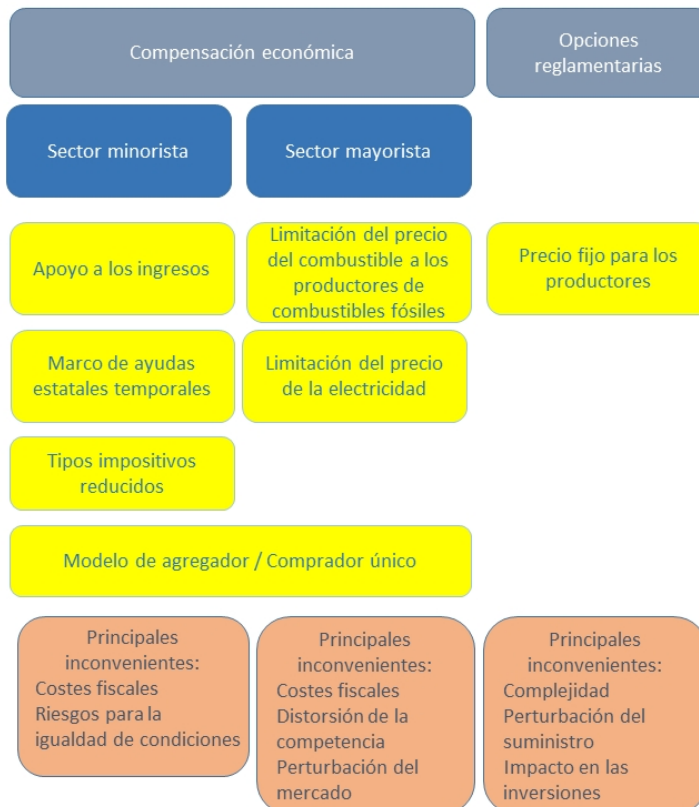 Compensación económica
Opciones
reglamentarias
Sector minorista
Sector mayorista
Apoyo a los ingresos
Limitación del precio
del combustible a los
productores de
combustibles fósiles
Precio fijo para los
productores
Marco de ayudas
estatales temporales
Limitación del precio
de la electricidad
Tipos impositivos
reducidos
Modelo de agregador / Comprador único
Principales
inconvenientes:
Costes fiscales
Riesgos para la
igualdad de condiciones
Principales
inconvenientes:
Costes fiscales
Distorsión de la
competencia
Perturbación del
mercado
Principales
inconvenientes:
Complejidad
Perturbación del
suministro
Impacto en las
inversiones